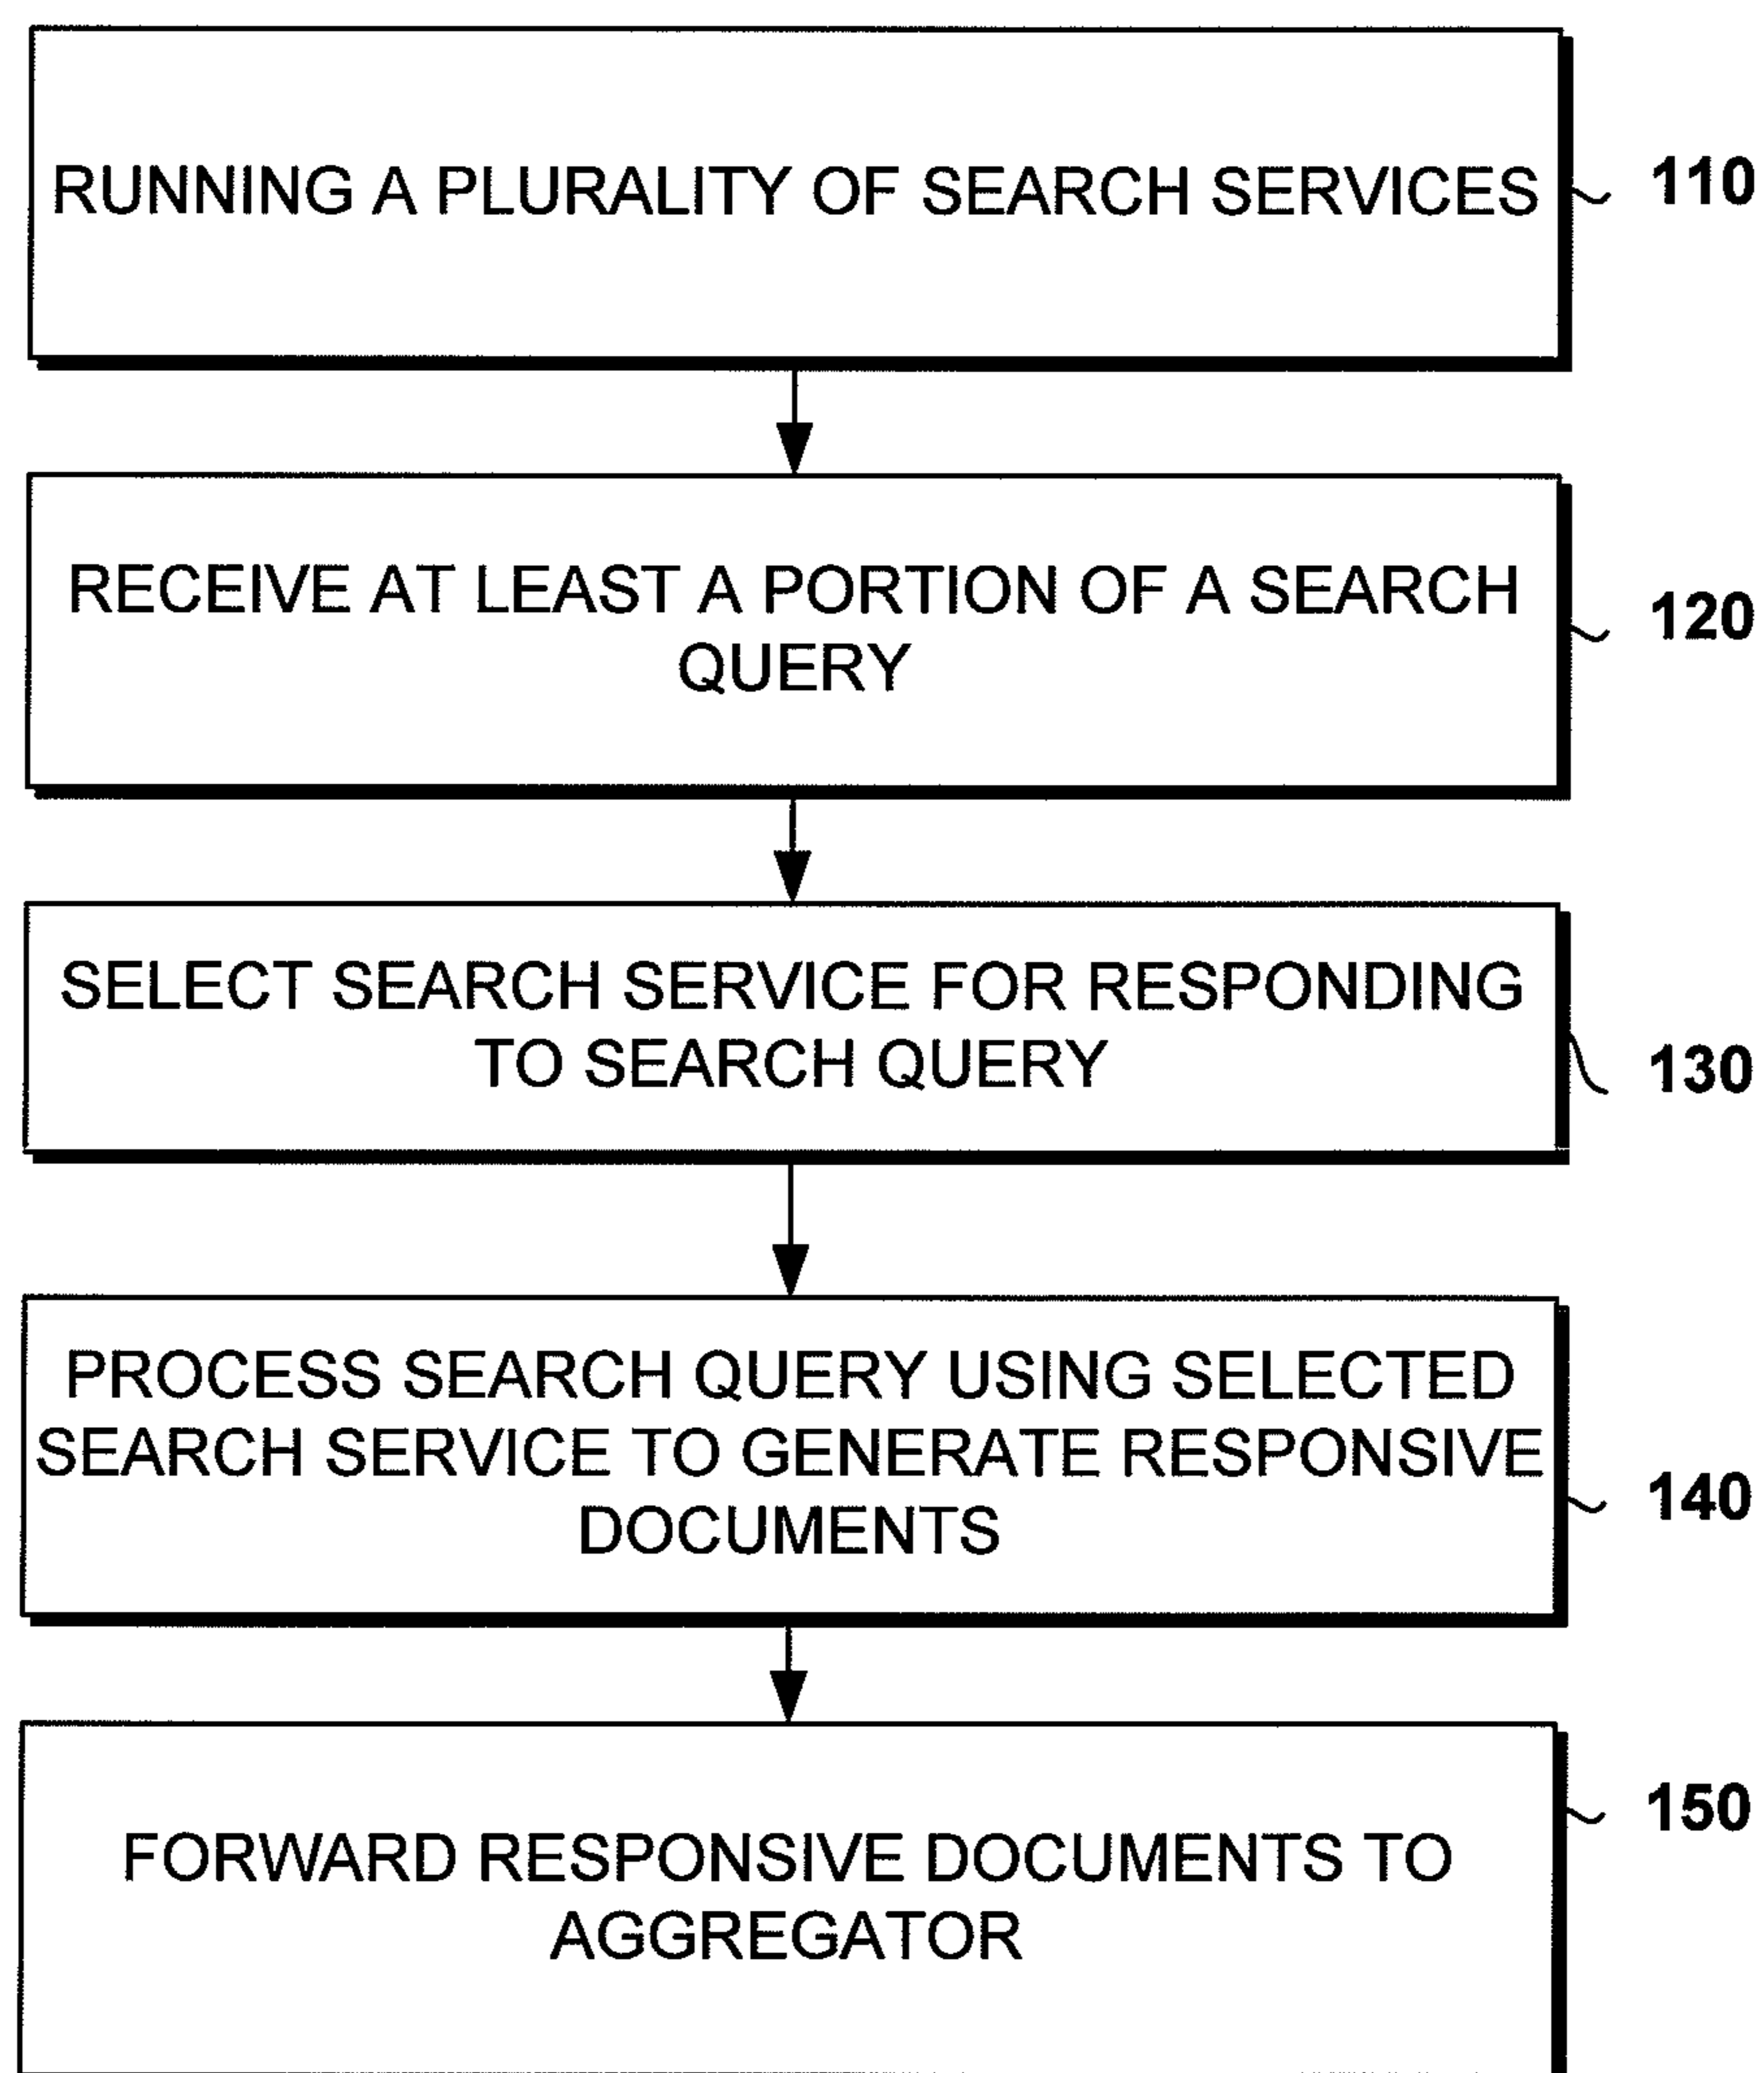 RUNNING A PLURALITY OF SEARCH SERVICES
110
RECEIVE AT LEAST A PORTION OF A SEARCH
QUERY
120
SELECT SEARCH SERVICE FOR RESPONDING
TO SEARCH QUERY
130
PROCESS SEARCH QUERY USING SELECTED
SEARCH SERVICE TO GENERATE RESPONSIVE
DOCUMENTS
140
FORWARD RESPONSIVE DOCUMENTS TO
AGGREGATOR
150